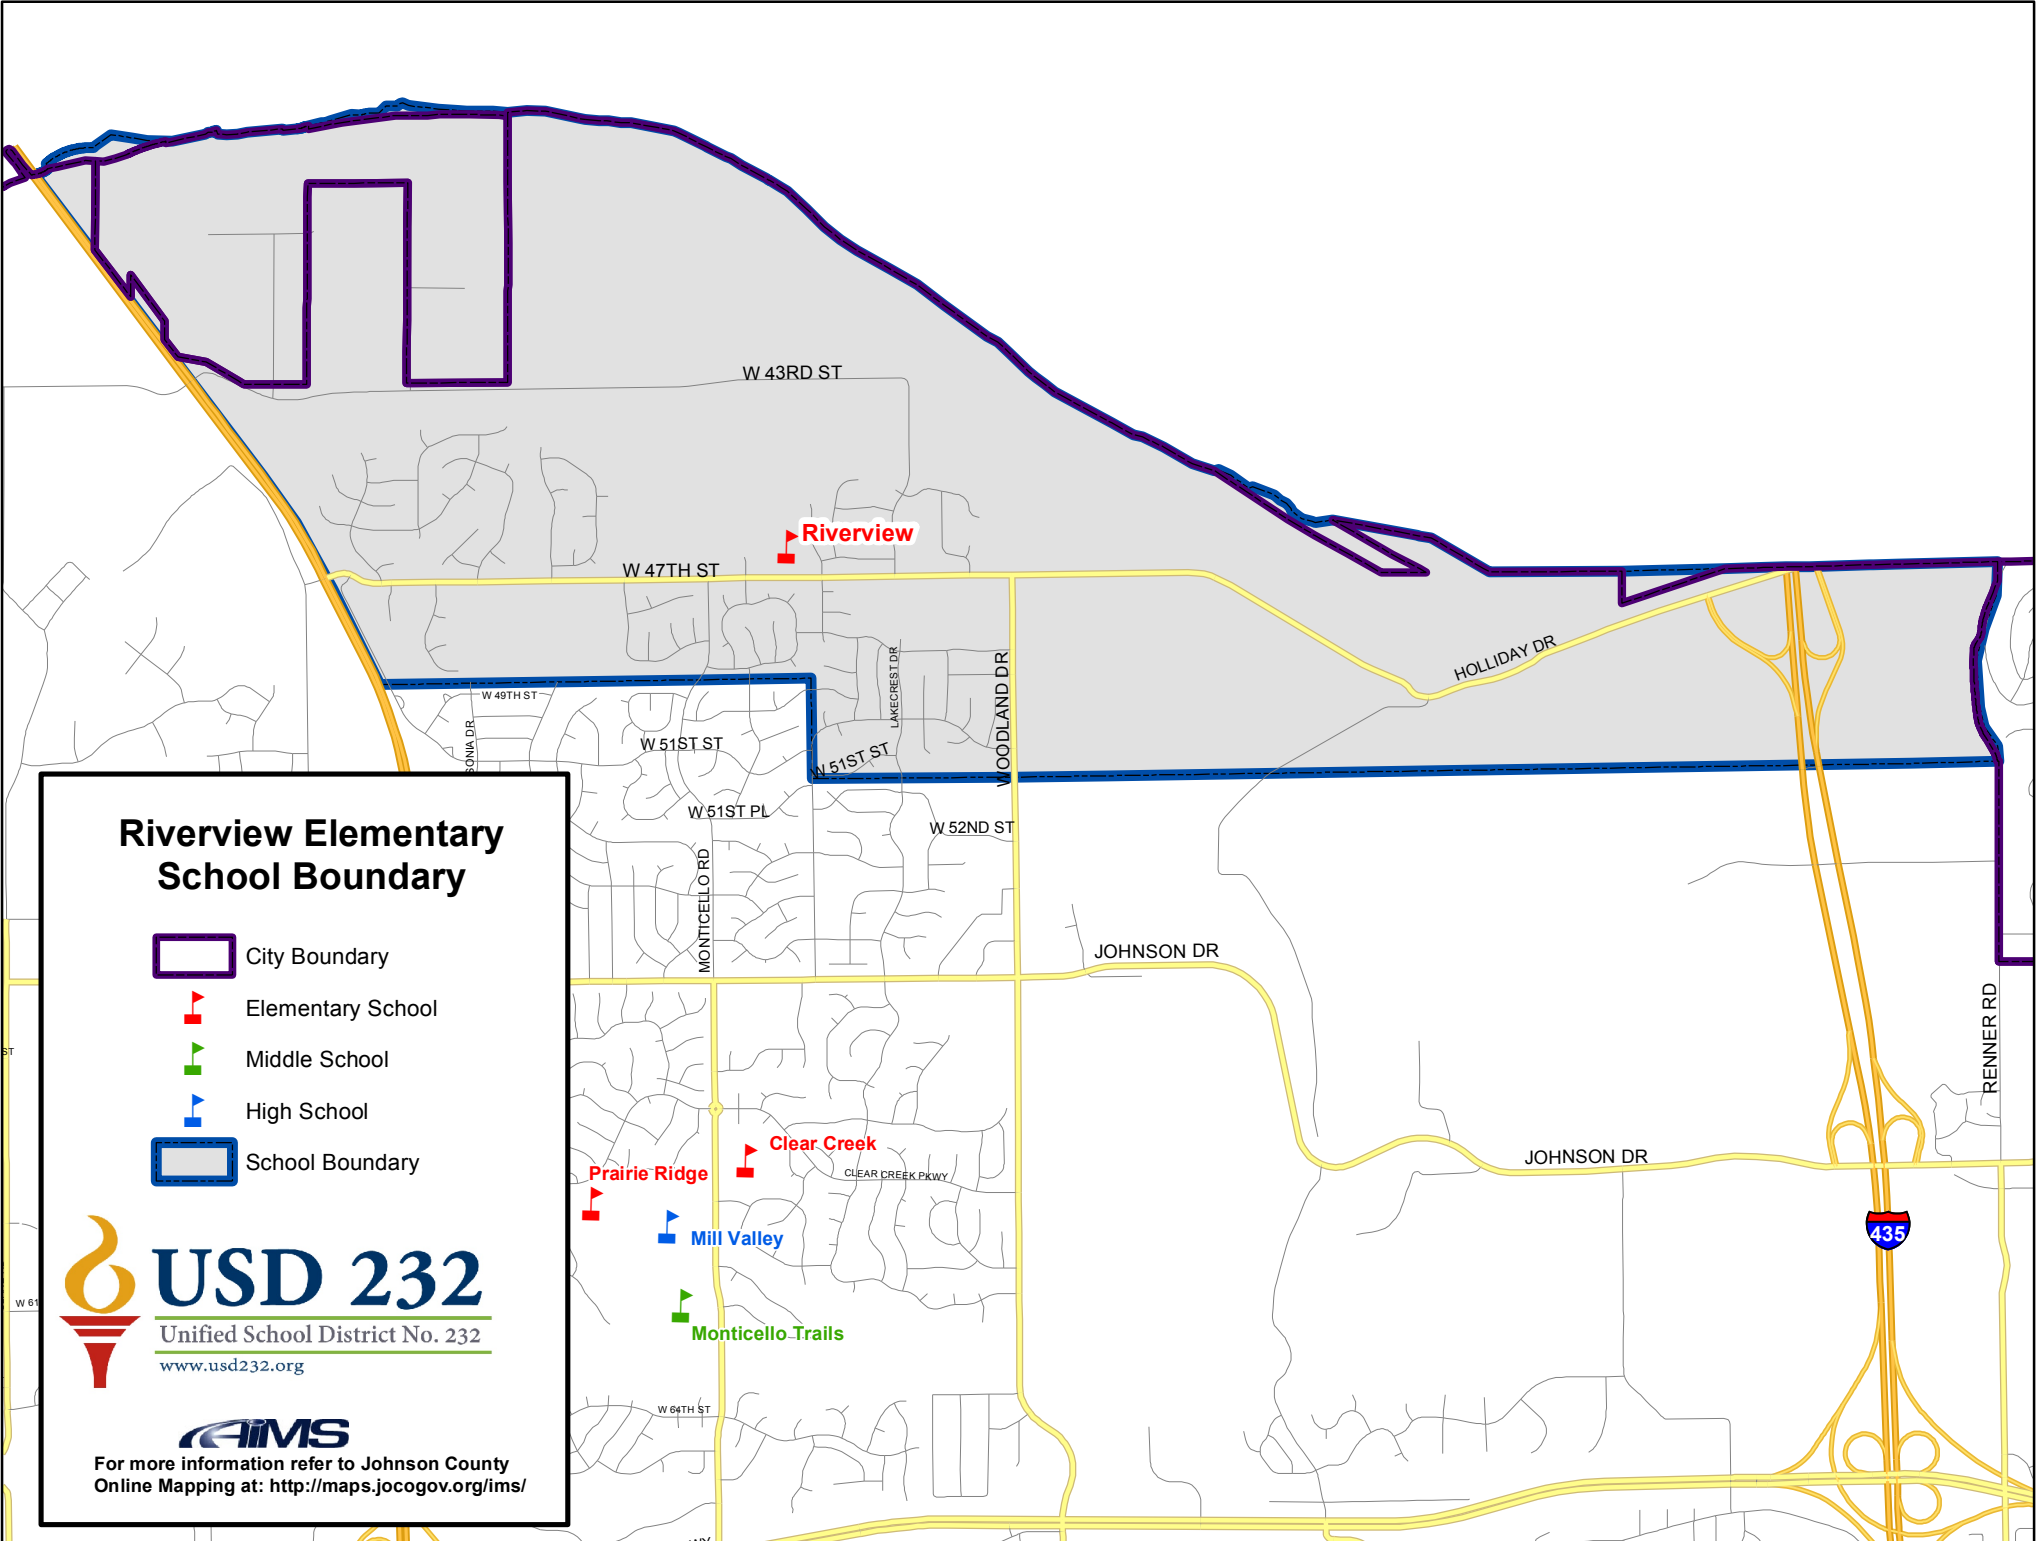 W 43RD ST
Riverview
W 47TH ST
HOLLIDAY DR
LAKECREST DR
WOODLAND DR
W 49TH ST
SONIA DR
W 51ST ST
W 51ST ST
W 51ST PL
W 52ND ST
MONTICELLO RD
JOHNSON DR
RENNER RD
ST
JOHNSON DR
Clear Creek
Prairie Ridge
CLEAR CREEK PKWY
Mill Valley
435
Monticello Trails
W 61
W 64TH ST
Riverview Elementary
School Boundary
City Boundary
Elementary School
Middle School
High School
School Boundary
USD 232
Unified School District No. 232
www.usd232.org
AIMS
For more information refer to Johnson County
Online Mapping at: http://maps.jocogov.org/ims/